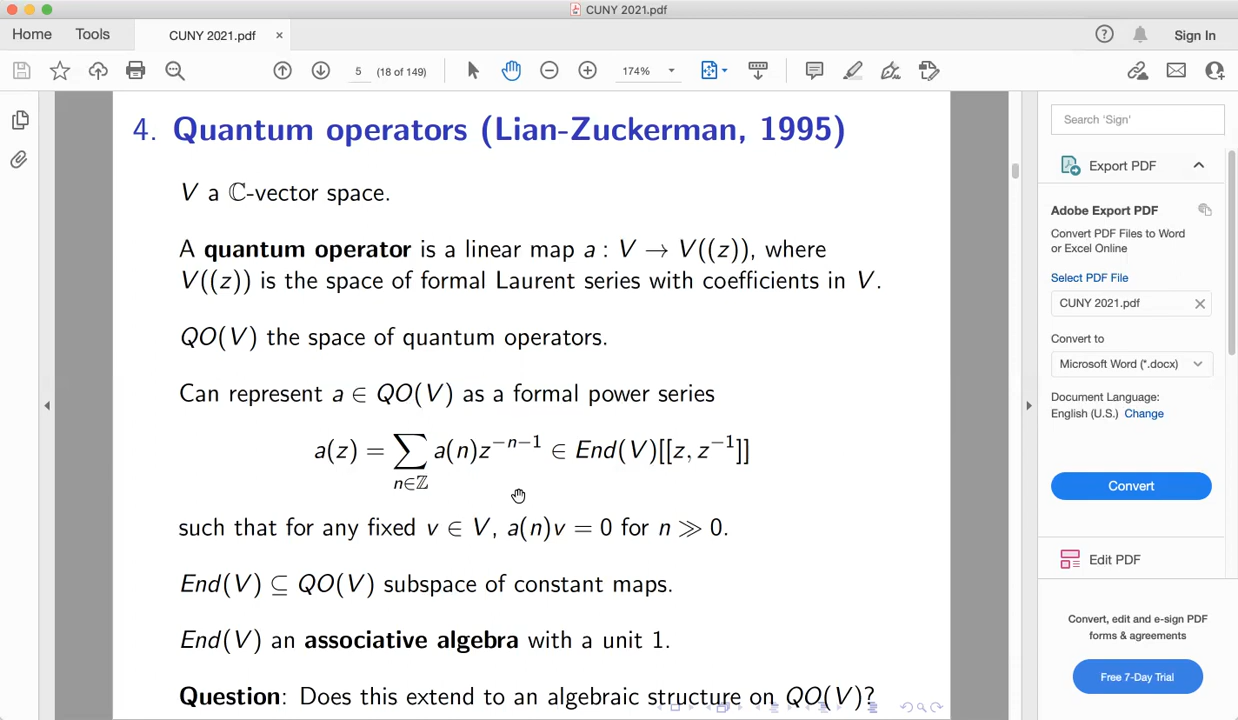 CUNY 2021.pdf
Home Tools CUNY 2021.pdf × Sign In
5 (18 of 149) 174%
4. Quantum operators (Lian-Zuckerman, 1995)
V a ℂ-vector space.
A quantum operator is a linear map a : V → V((z)), where
V((z)) is the space of formal Laurent series with coefficients in V.
QO(V) the space of quantum operators.
Can represent a ∈ QO(V) as a formal power series
a(z) = ∑ a(n)z^{−n−1} ∈ End(V)[[z, z^{−1}]]
n∈ℤ
such that for any fixed v ∈ V, a(n)v = 0 for n ≫ 0.
End(V) ⊆ QO(V) subspace of constant maps.
End(V) an associative algebra with a unit 1.
Question: Does this extend to an algebraic structure on QO(V)?
Search 'Sign'
Export PDF
Adobe Export PDF
Convert PDF Files to Word
or Excel Online
Select PDF File
CUNY 2021.pdf
Convert to
Microsoft Word (*.docx)
Document Language:
English (U.S.) Change
Convert
Edit PDF
Convert, edit and e-sign PDF
forms & agreements
Free 7-Day Trial